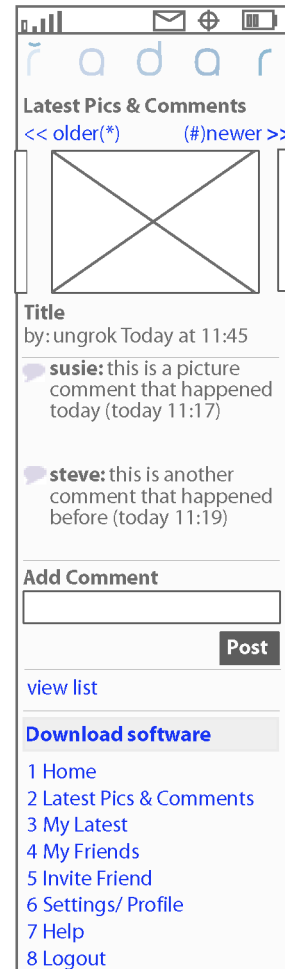 řadar
Latest Pics & Comments
<< older(*) (#)newer >>
Title
by: ungrok Today at 11:45
susie: this is a picture
comment that happened
today (today 11:17)
steve: this is another
comment that happened
before (today 11:19)
Add Comment
Post
view list
Download software
1 Home
2 Latest Pics & Comments
3 My Latest
4 My Friends
5 Invite Friend
6 Settings/ Profile
7 Help
8 Logout